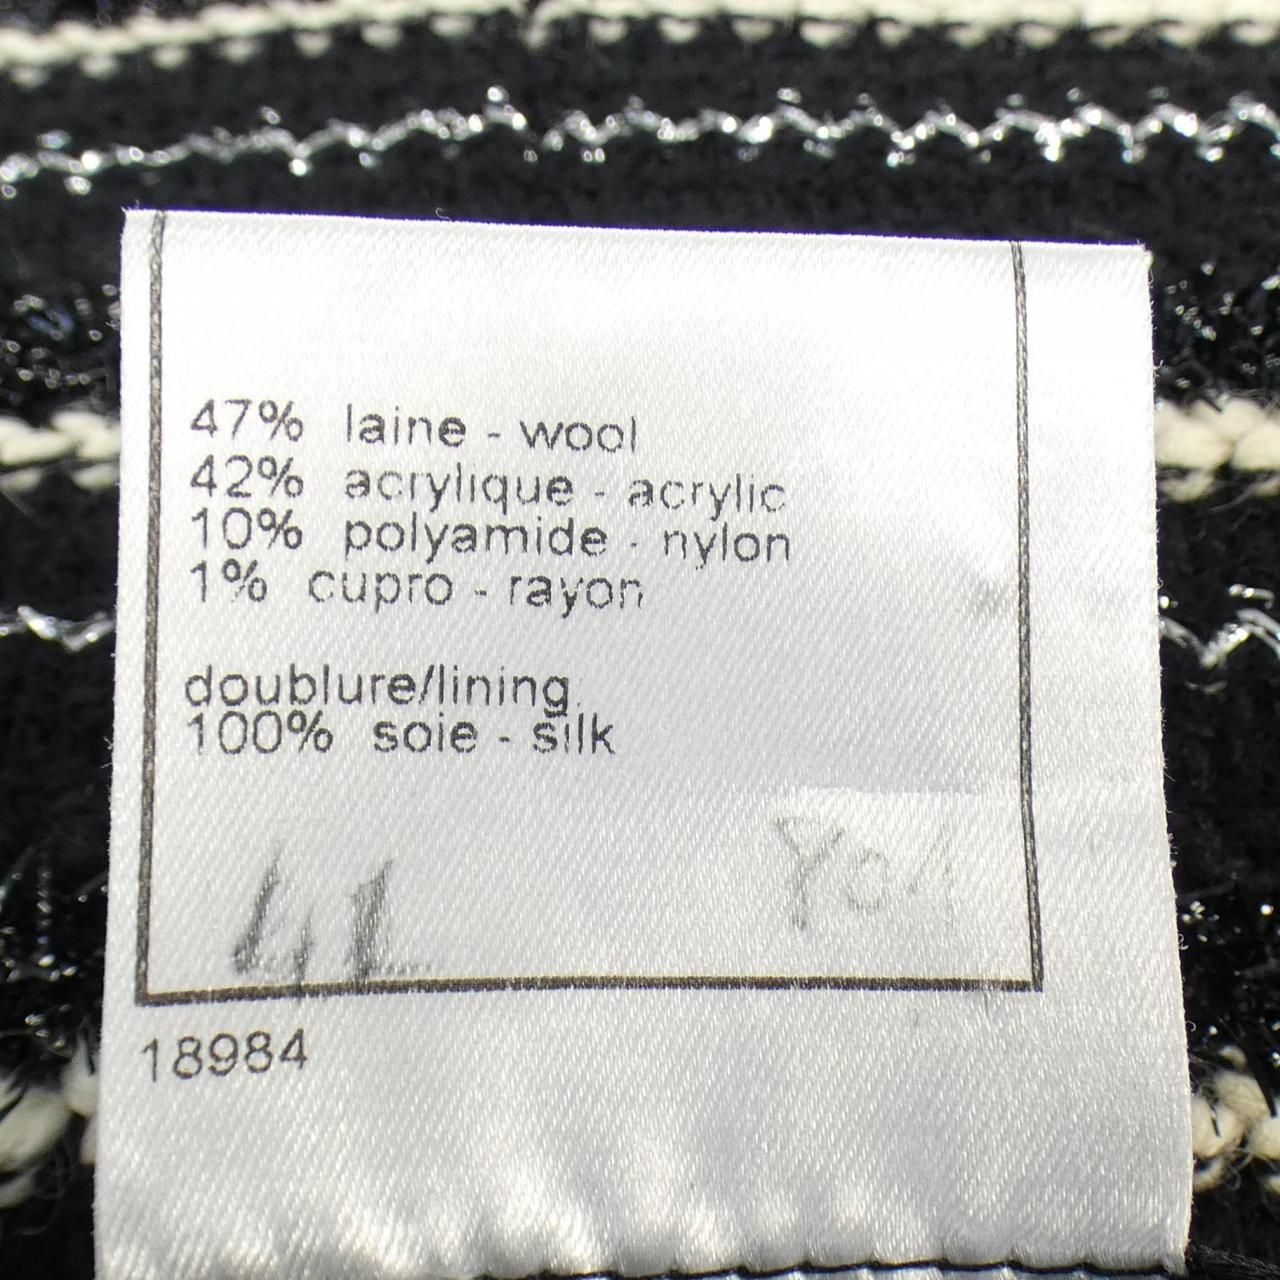 47% laine - wool
42% acrylique - acrylic
10% polyamide - nylon
1% cupro - rayon
doublure/lining
100% soie - silk
41
18984